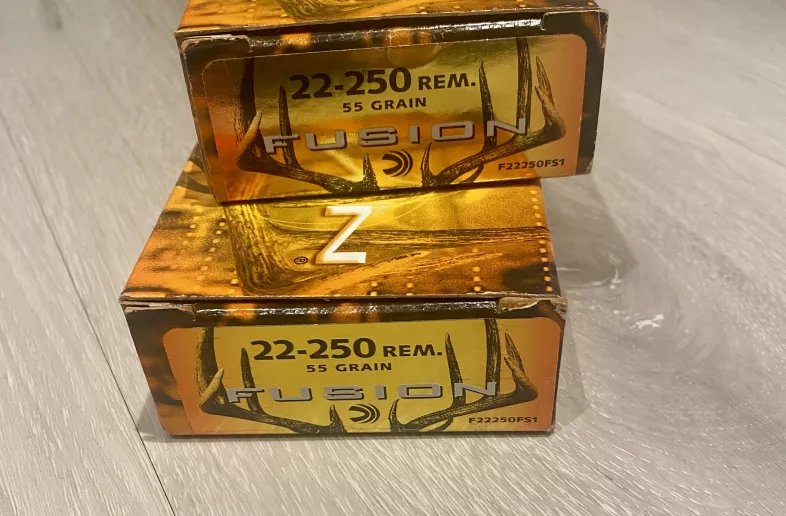 22-250 REM.
55 GRAIN
FUSION
F22250FS1
Z
®
22-250 REM.
55 GRAIN
FUSION
F22250FS1